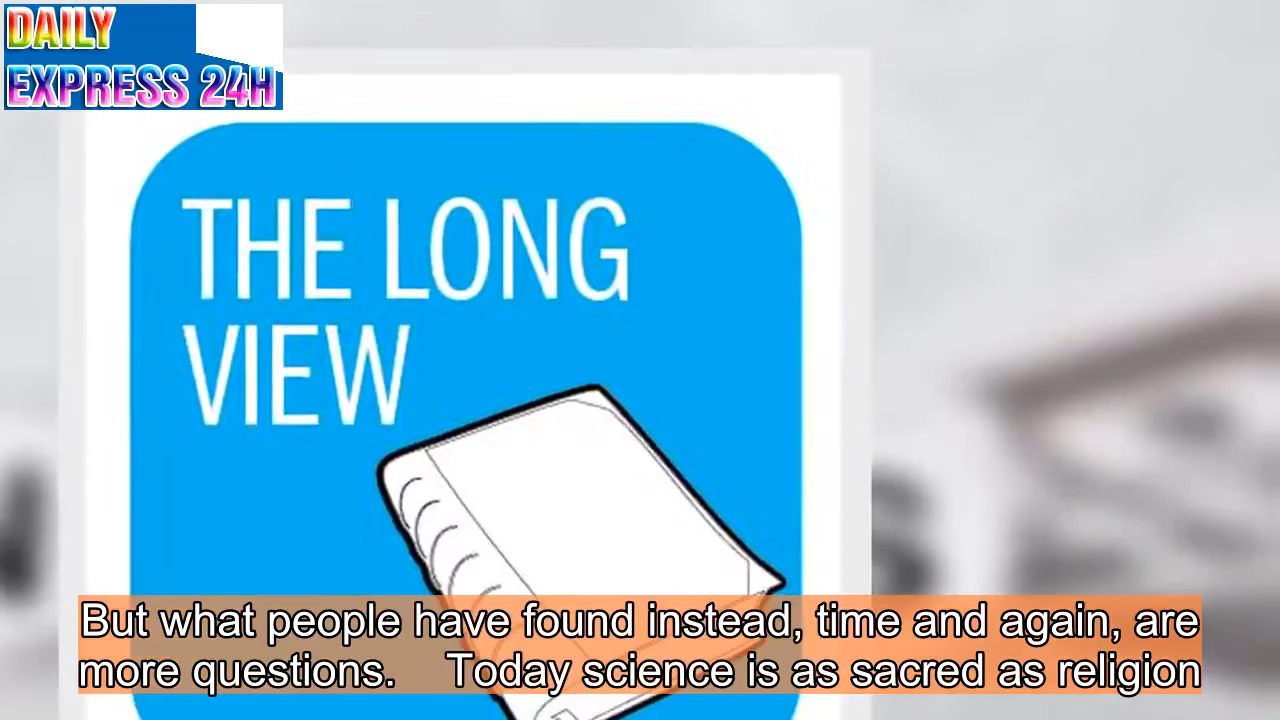 DAILY
EXPRESS 24H
THE LONG
VIEW
But what people have found instead, time and again, are
more questions. Today science is as sacred as religion